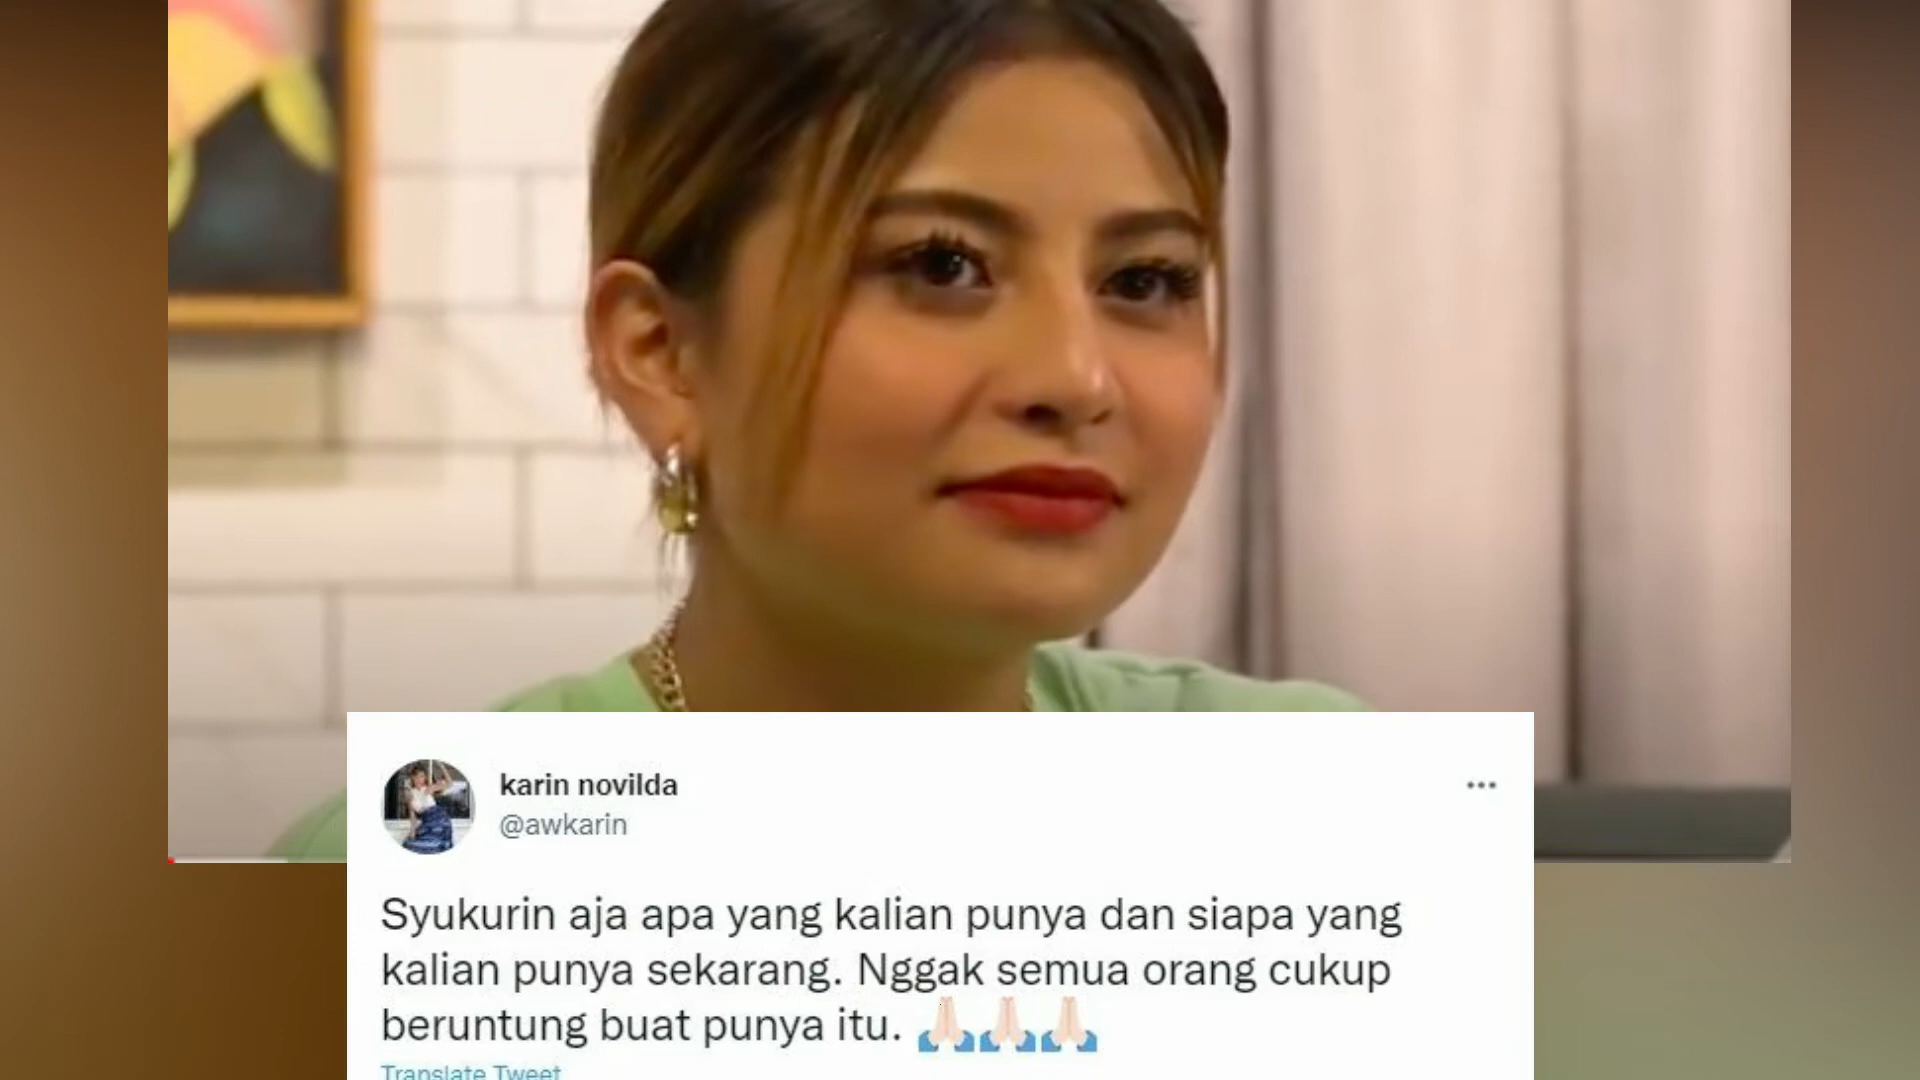 karin novilda
@awkarin
Syukurin aja apa yang kalian punya dan siapa yang
kalian punya sekarang. Nggak semua orang cukup
beruntung buat punya itu. 🙏🏻🙏🏻🙏🏻
Translate Tweet